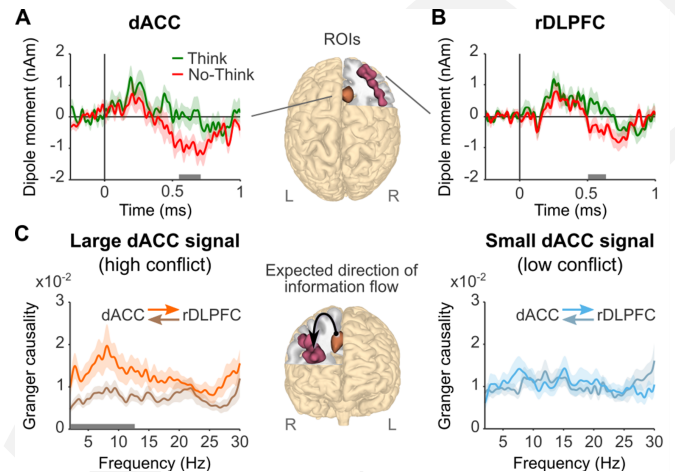 A
dACC
ROIs
B
rDLPFC
Dipole moment (nAm)
2
1
0
-1
-2
Think
No-Think
0
0.5
1
Time (ms)
L
R
Dipole moment (nAm)
2
1
0
-1
-2
0
0.5
1
Time (ms)
C
Large dACC signal
(high conflict)
x10-2
Granger causality
3
2
1
0
dACC
rDLPFC
5
10
15
20
25
30
Frequency (Hz)
Expected direction of
information flow
R
L
Small dACC signal
(low conflict)
x10-2
Granger causality
3
2
1
0
dACC
rDLPFC
5
10
15
20
25
30
Frequency (Hz)